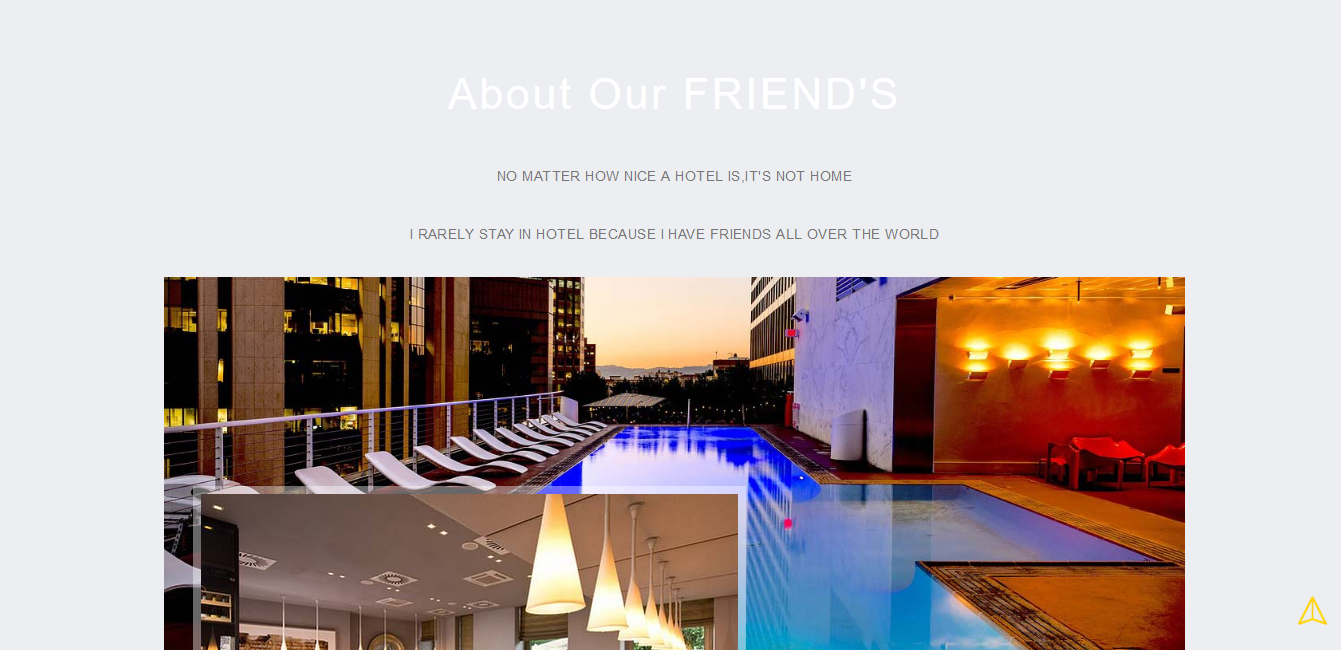 About Our FRIEND'S
NO MATTER HOW NICE A HOTEL IS,IT'S NOT HOME
I RARELY STAY IN HOTEL BECAUSE I HAVE FRIENDS ALL OVER THE WORLD